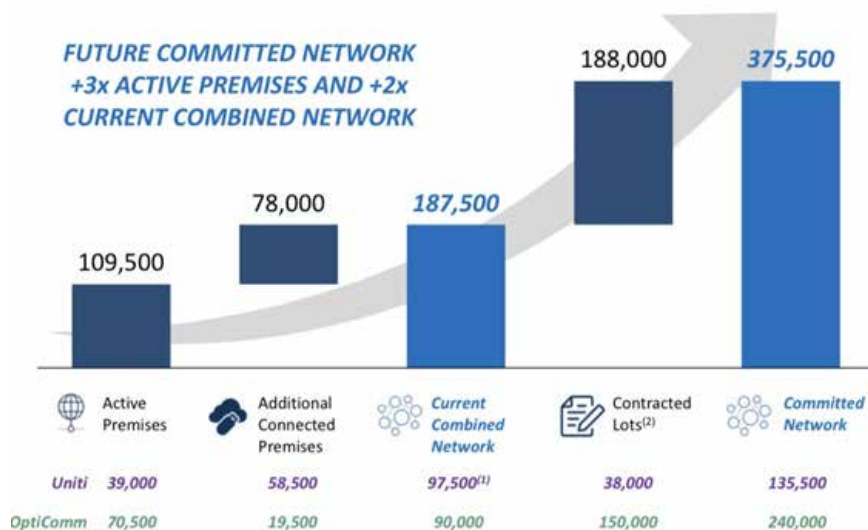 FUTURE COMMITTED NETWORK
+3x ACTIVE PREMISES AND +2x
CURRENT COMBINED NETWORK
109,500
78,000
187,500
188,000
375,500
Active
Premises
Additional
Connected
Premises
Current
Combined
Network
Contracted
Lots(2)
Committed
Network
Uniti 39,000 58,500 97,500(1) 38,000 135,500
OptiComm 70,500 19,500 90,000 150,000 240,000